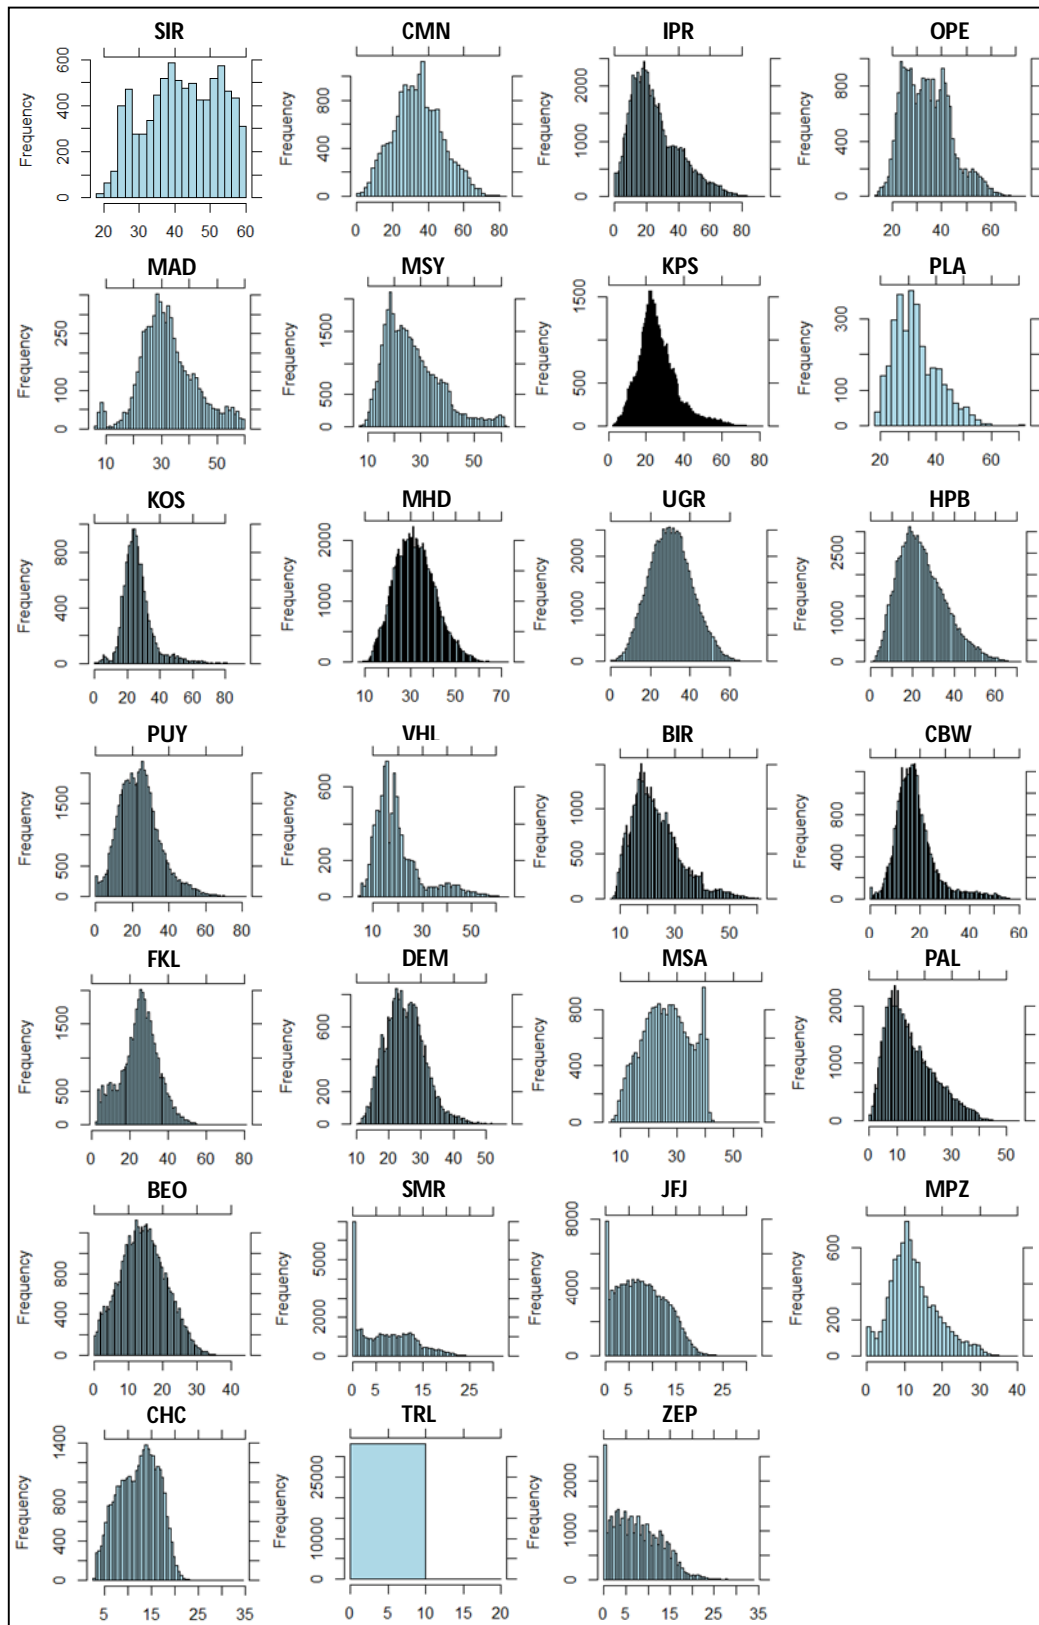 SIR CMN IPR OPE
Frequency Frequency Frequency Frequency
0 200 400 600 0 400 800 0 1000 2000 0 400 800
20 30 40 50 60 0 20 40 60 80 0 20 40 60 80 20 40 60
MAD MSY KPS PLA
Frequency Frequency Frequency Frequency
0 100 250 0 500 1500 0 500 1500 0 100 300
10 30 50 10 30 50 0 20 40 60 80 20 40 60
KOS MHD UGR HPB
Frequency Frequency Frequency Frequency
0 400 800 0 1000 2000 0 1000 2500 0 1000 2500
0 20 40 60 80 10 30 50 70 0 20 40 60 0 20 40 60
PUY VHL BIR CBW
Frequency Frequency Frequency Frequency
0 500 1500 0 200 600 0 500 1500 0 400 800
0 20 40 60 80 10 30 50 10 30 50 0 20 40 60
FKL DEM MSA PAL
Frequency Frequency Frequency Frequency
0 500 1500 0 200 600 0 400 800 0 1000 2000
0 20 40 60 80 10 20 30 40 50 10 30 50 0 10 30 50
BEO SMR JFJ MPZ
Frequency Frequency Frequency Frequency
0 400 800 0 2000 5000 0 4000 8000 0 200 600
0 10 20 30 40 0 5 15 25 0 5 15 25 0 10 20 30 40
CHC TRL ZEP
Frequency Frequency Frequency
0 400 800 1400 0 10000 25000 0 1000 2000
5 15 25 35 0 5 10 15 20 0 5 15 25 35